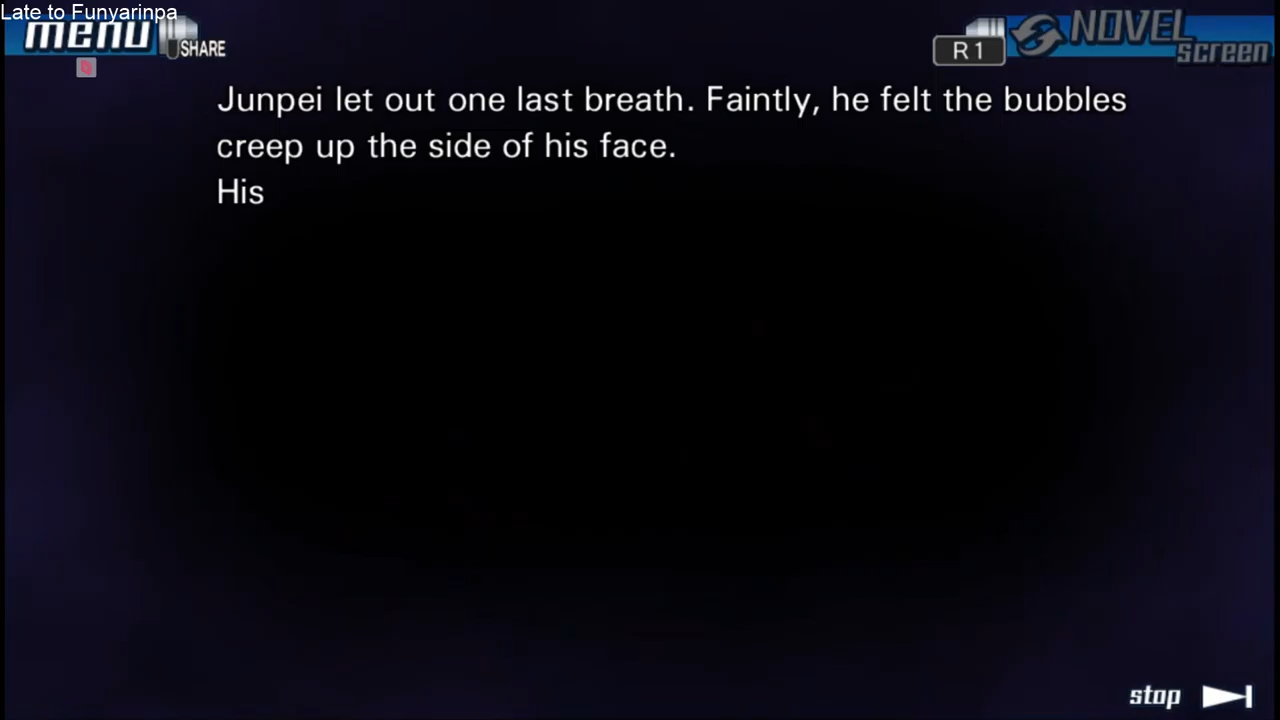 Late to Funyarinpa
menu
SHARE
R1
NOVEL
screen
Junpei let out one last breath. Faintly, he felt the bubbles
creep up the side of his face.
His
stop